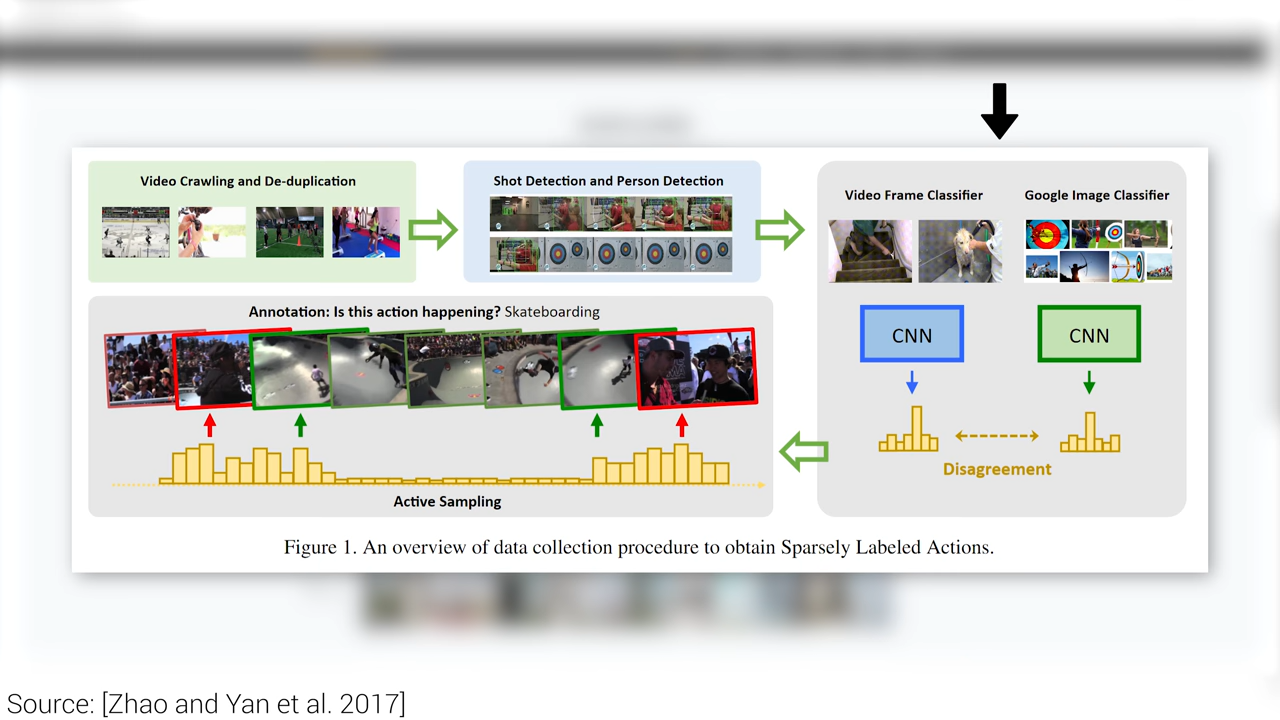 Video Crawling and De-duplication
Shot Detection and Person Detection
Video Frame Classifier
Google Image Classifier
CNN
CNN
Disagreement
Annotation: Is this action happening? Skateboarding
Active Sampling
Figure 1. An overview of data collection procedure to obtain Sparsely Labeled Actions.
Source: [Zhao and Yan et al. 2017]